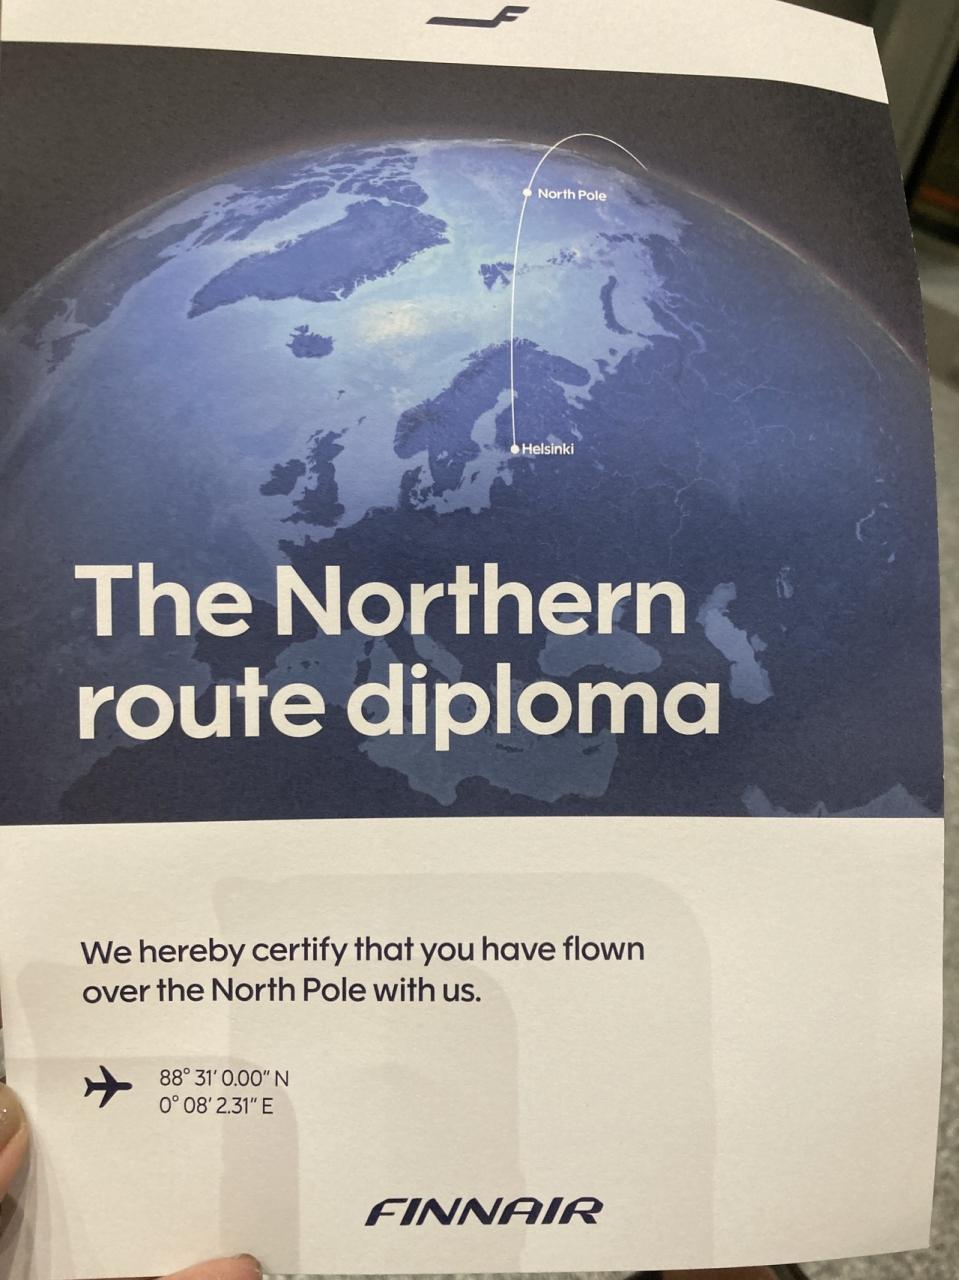 North Pole
Helsinki
The Northern
route diploma
We hereby certify that you have flown
over the North Pole with us.
88° 31' 0.00" N
0° 08' 2.31" E
FINNAIR